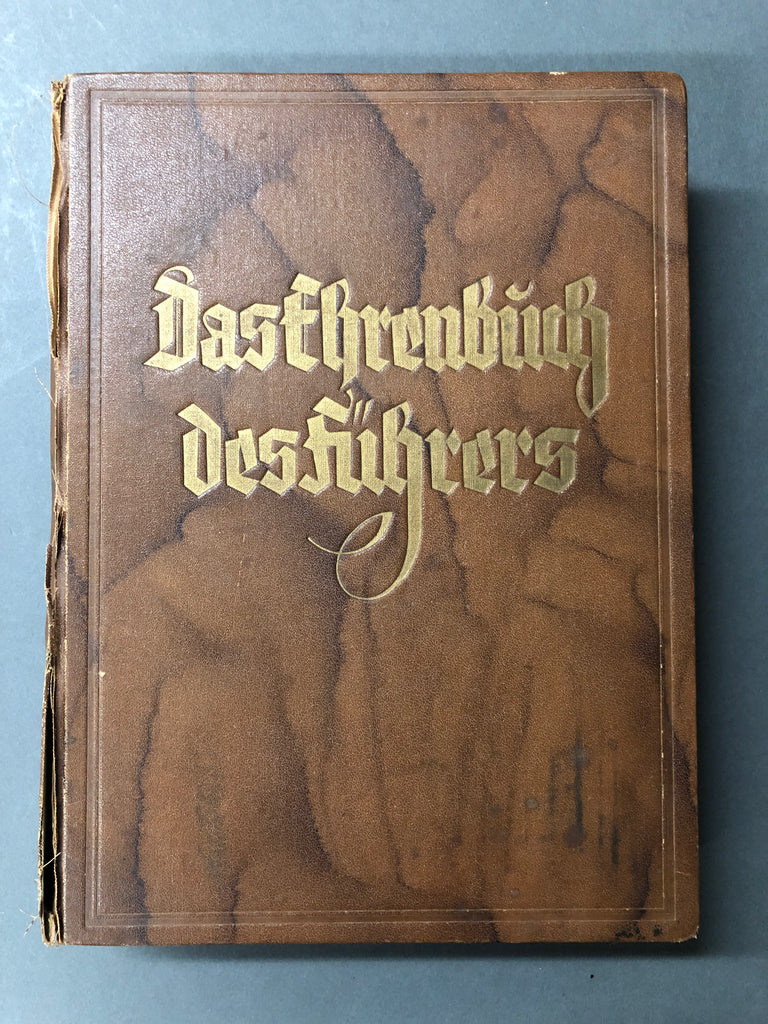 Das Ehrenbuch
des Führers